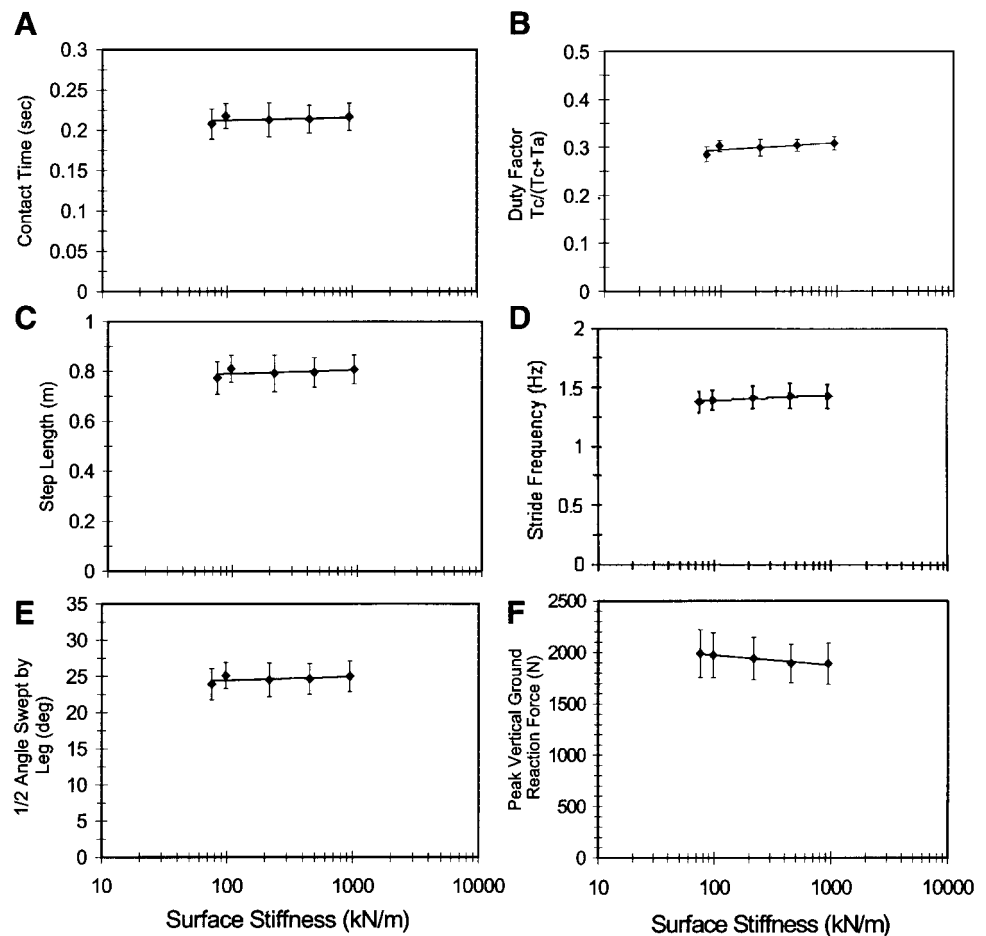 A
0.3
0.25
0.2
0.15
0.1
0.05
0
Contact Time (sec)
B
0.5
0.4
0.3
0.2
0.1
0
Duty Factor
Tc/(Tc+Ta)
C
1
0.8
0.6
0.4
0.2
0
Step Length (m)
D
2
1.5
1
0.5
0
Stride Frequency (Hz)
E
35
30
25
20
15
10
5
0
1/2 Angle Swept by
Leg (deg)
10 100 1000 10000
Surface Stiffness (kN/m)
F
2500
2000
1500
1000
500
0
Peak Vertical Ground
Reaction Force (N)
10 100 1000 10000
Surface Stiffness (kN/m)